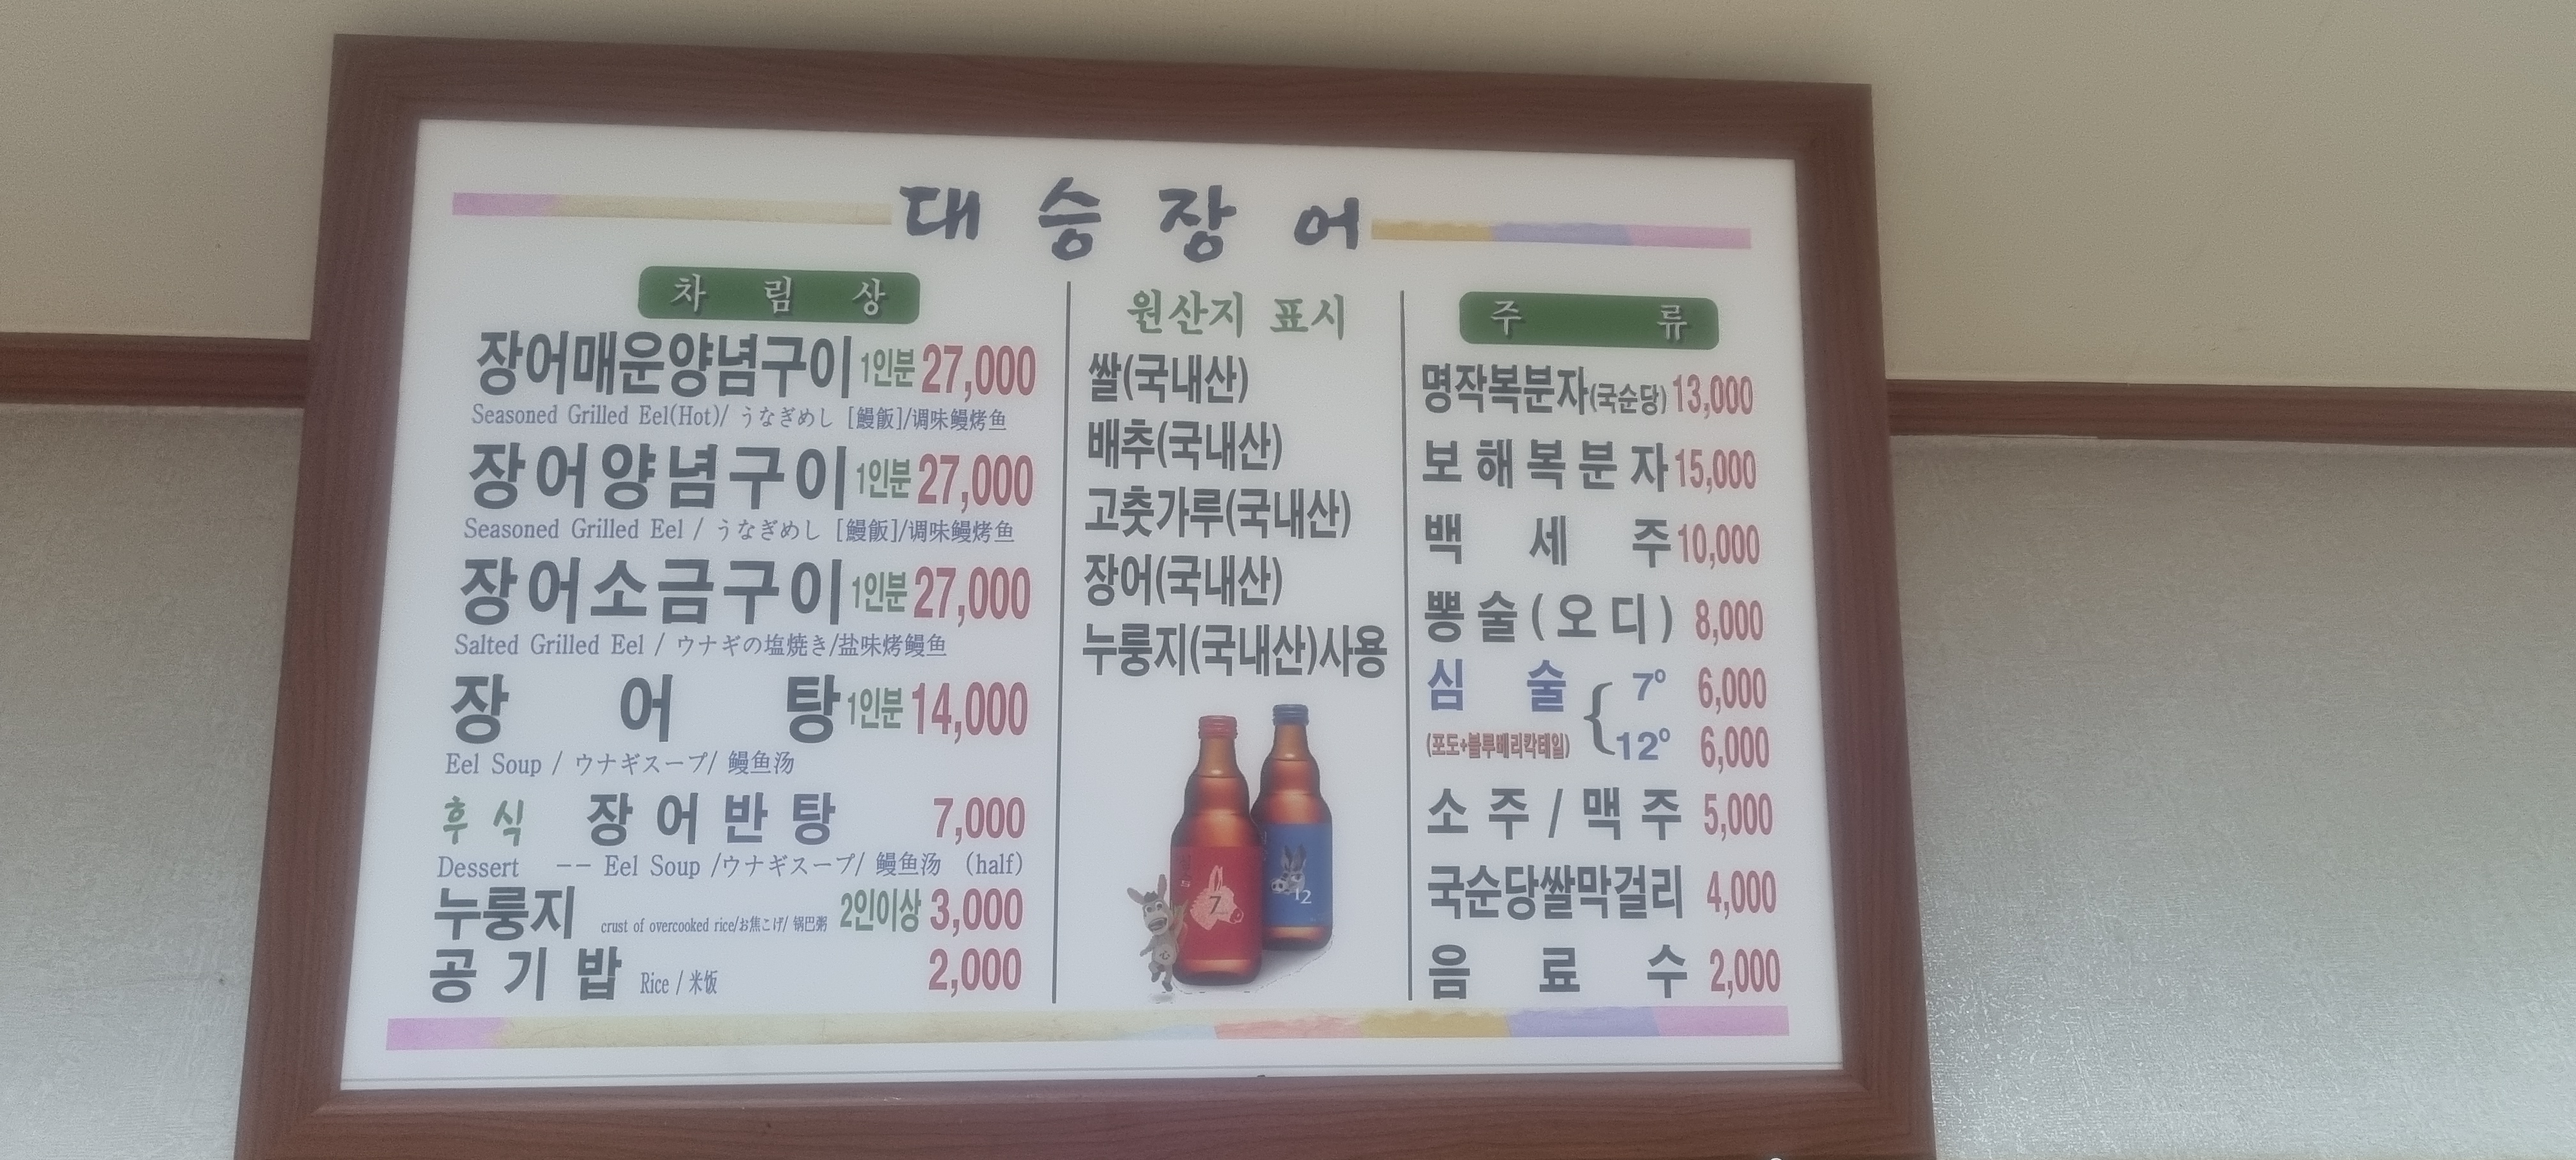 대승장어
차림상
장어매운양념구이 1인분 27,000
Seasoned Grilled Eel(Hot)/ うなぎめし [鰻飯]/调味鳗烤鱼
장어양념구이 1인분 27,000
Seasoned Grilled Eel / うなぎめし [鰻飯]/调味鳗烤鱼
장어소금구이 1인분 27,000
Salted Grilled Eel / ウナギの塩焼き/盐味烤鳗鱼
장어탕 1인분 14,000
Eel Soup / ウナギスープ/ 鳗鱼汤
후식 장어반탕 7,000
Dessert -- Eel Soup /ウナギスープ/ 鳗鱼汤 (half)
누룽지 crust of overcooked rice/お焦こげ/ 锅巴粥 2인이상 3,000
공기밥 Rice / 米饭 2,000
원산지 표시
쌀(국내산)
배추(국내산)
고춧가루(국내산)
장어(국내산)
누룽지(국내산)사용
7
12
주류
명작복분자(국순당) 13,000
보해복분자 15,000
백세주 10,000
뽕술(오디) 8,000
심술 { 7° 6,000
(포도+블루베리칵테일) 12° 6,000
소주/맥주 5,000
국순당쌀막걸리 4,000
음료수 2,000